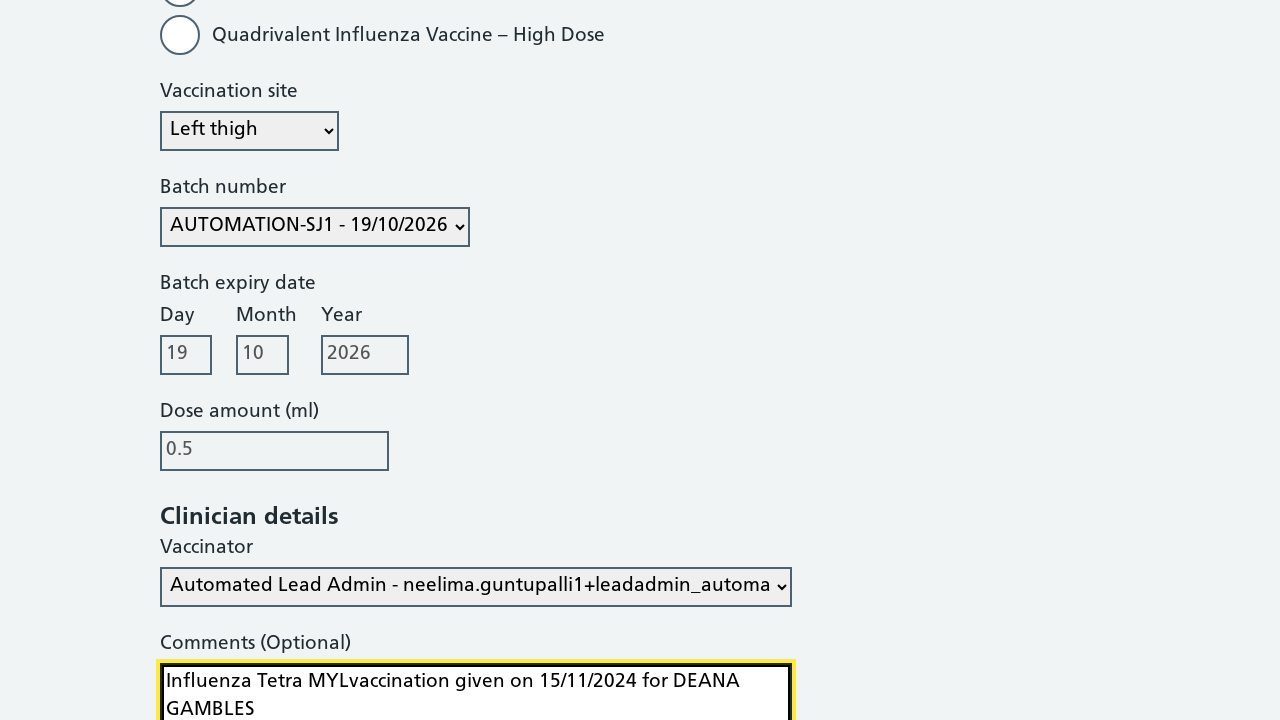 Quadrivalent Influenza Vaccine – High Dose
Vaccination site
Left thigh
Batch number
AUTOMATION-SJ1 - 19/10/2026
Batch expiry date
Day Month Year
19 10 2026
Dose amount (ml)
0.5
Clinician details
Vaccinator
Automated Lead Admin - neelima.guntupalli1+leadadmin_automa
Comments (Optional)
Influenza Tetra MYLvaccination given on 15/11/2024 for DEANA
GAMBLES